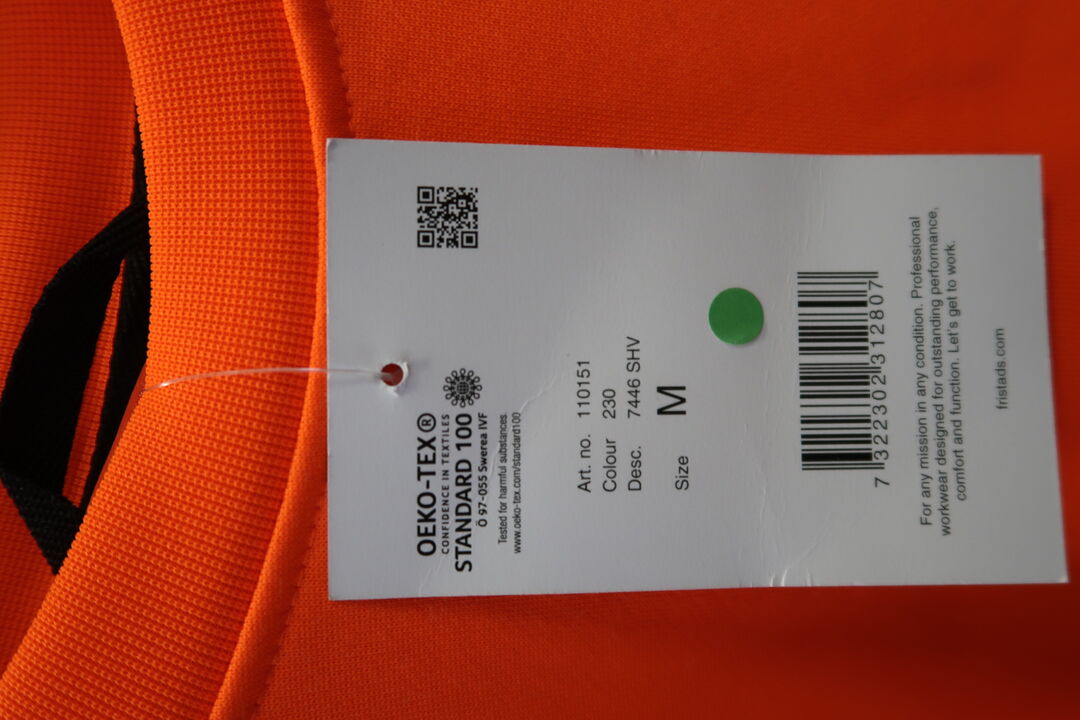 OEKO-TEX®
CONFIDENCE IN TEXTILES
STANDARD 100
Ö 97-055 Swerea IVF
Tested for harmful substances.
www.oeko-tex.com/standard100
Art. no. 110151
Colour 230
Desc. 7446 SHV
Size M
7 322302 312807
For any mission in any condition. Professional
workwear designed for outstanding performance,
comfort and function. Let's get to work.
fristads.com